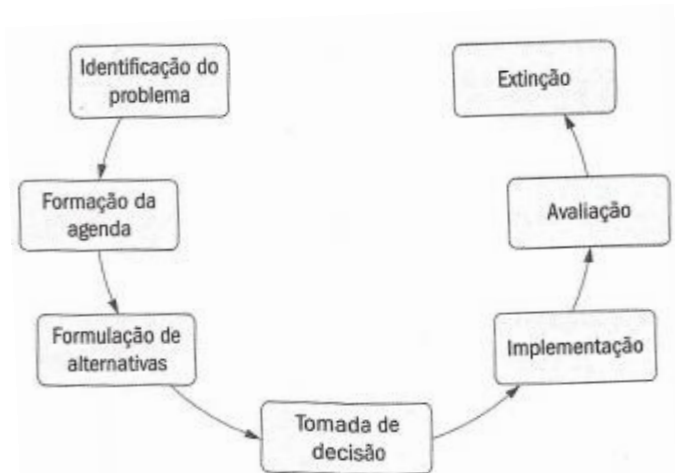 Identificação do
problema
Formação da
agenda
Formulação de
alternativas
Tomada de
decisão
Implementação
Avaliação
Extinção